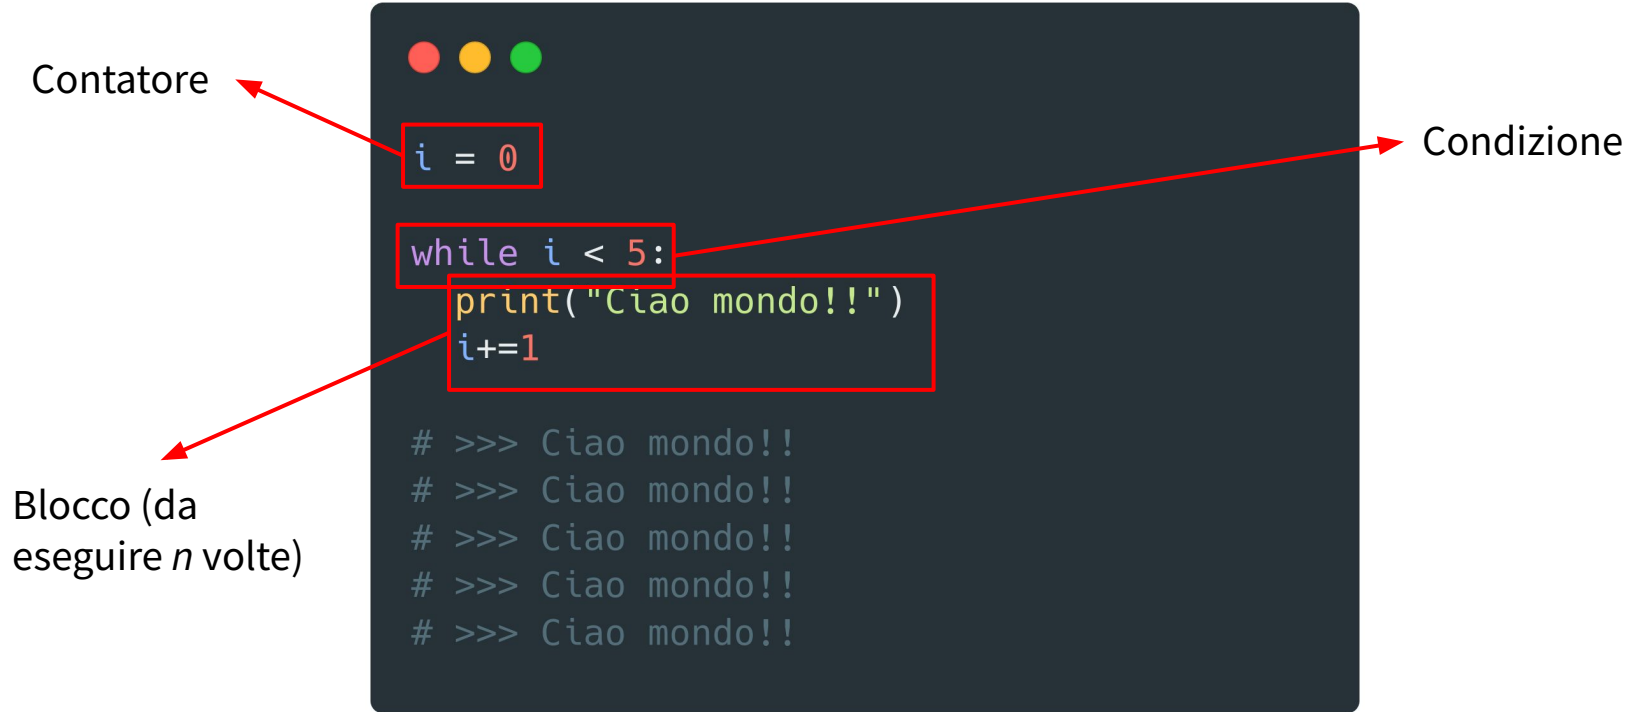 Contatore
i = 0
Condizione
while i < 5:
print("Ciao mondo!!")
i+=1
# >>> Ciao mondo!!
# >>> Ciao mondo!!
# >>> Ciao mondo!!
# >>> Ciao mondo!!
# >>> Ciao mondo!!
Blocco (da
eseguire n volte)